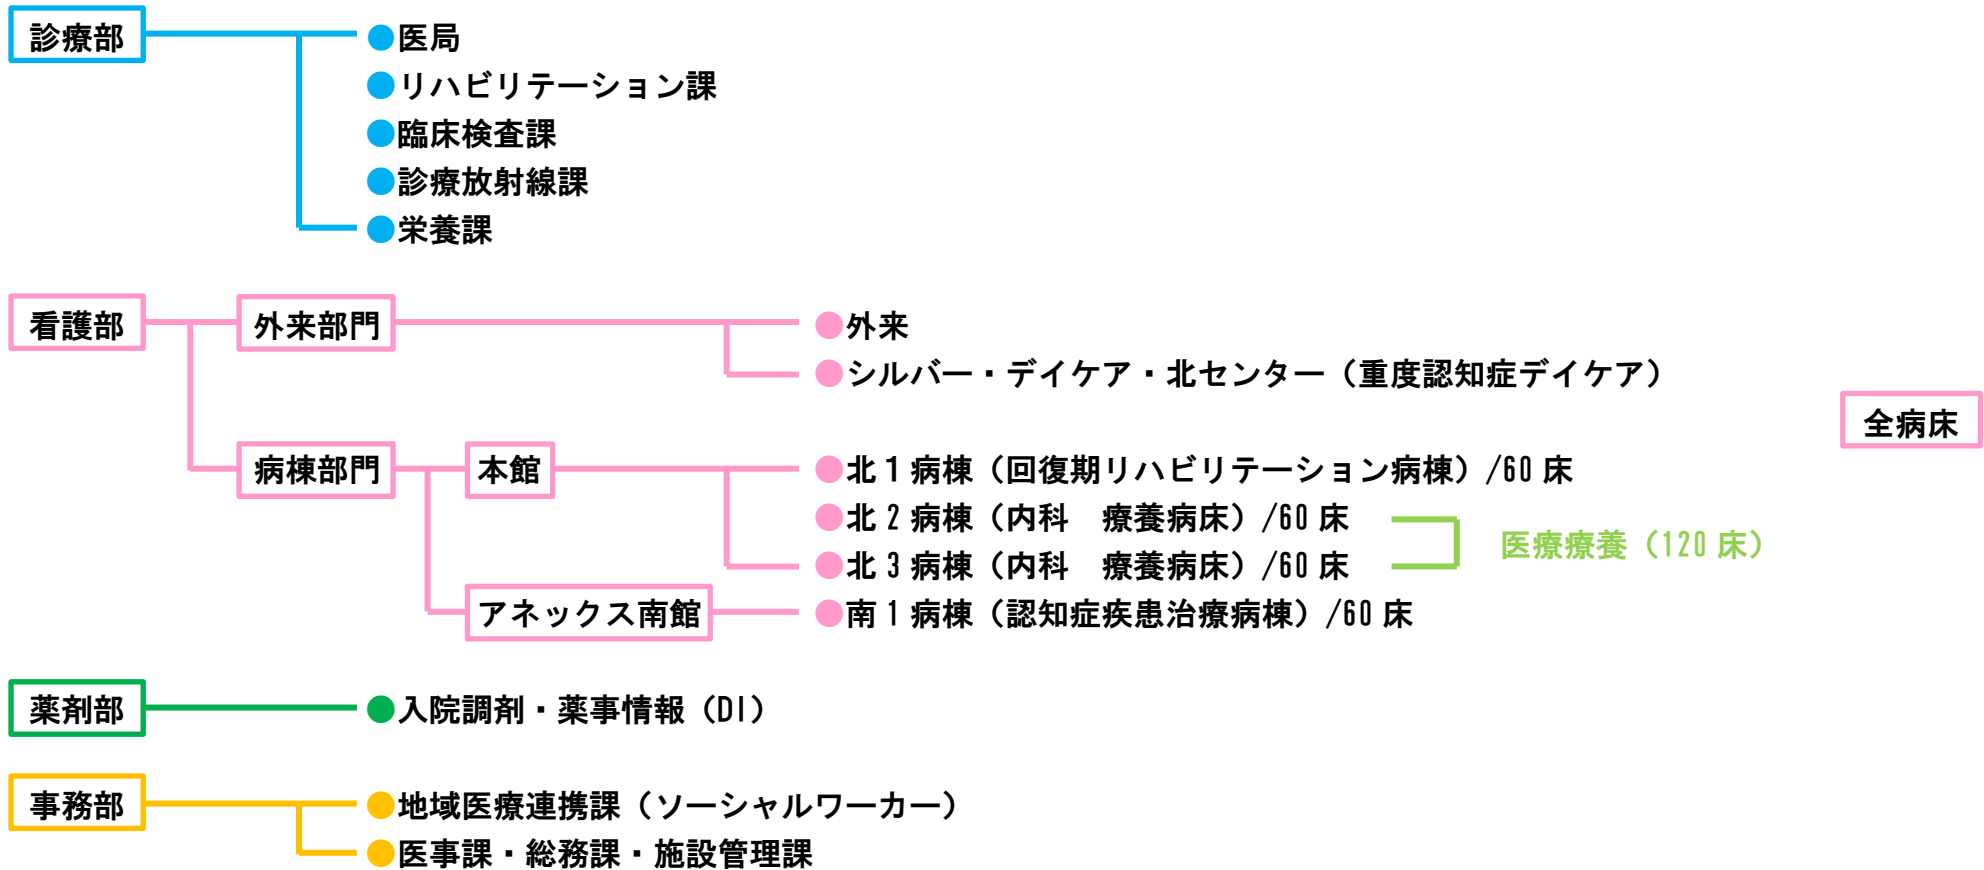 診療部 ●医局
●リハビリテーション課
●臨床検査課
●診療放射線課
●栄養課
看護部 外来部門 ●外来
●シルバー・デイケア・北センター（重度認知症デイケア）
全病床
病棟部門 本館 ●北1病棟（回復期リハビリテーション病棟）/60床
●北2病棟（内科　療養病床）/60床
医療療養（120床）
●北3病棟（内科　療養病床）/60床
アネックス南館 ●南1病棟（認知症疾患治療病棟）/60床
薬剤部 ●入院調剤・薬事情報（DI）
事務部 ●地域医療連携課（ソーシャルワーカー）
●医事課・総務課・施設管理課